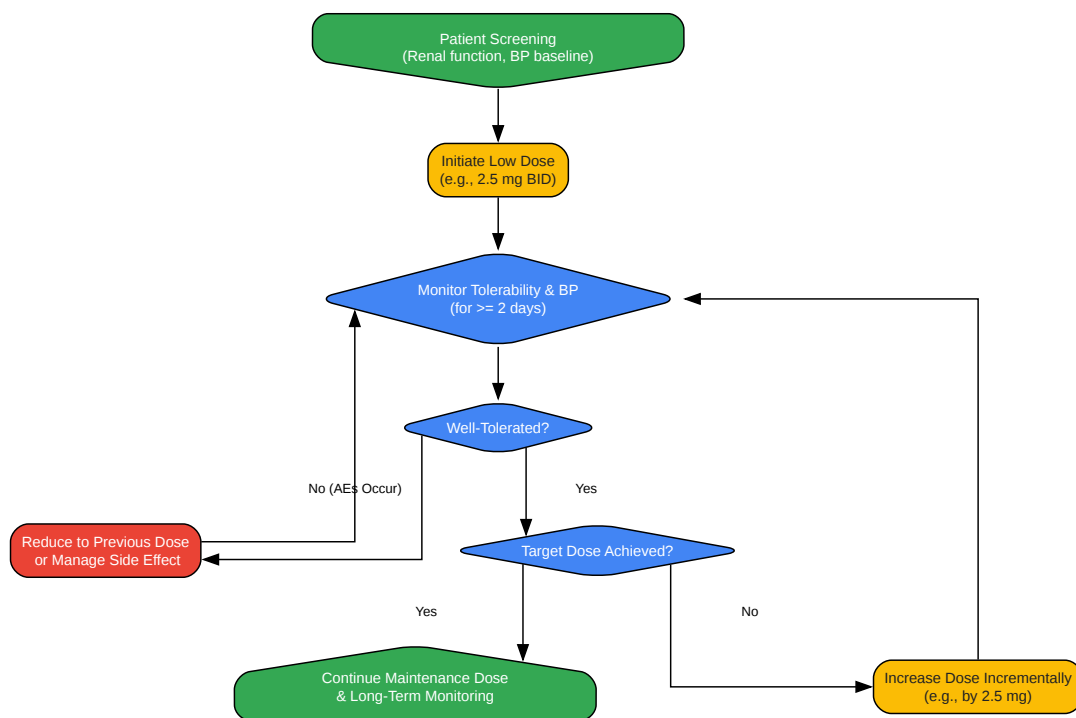 Patient Screening
(Renal function, BP baseline)
Initiate Low Dose
(e.g., 2.5 mg BID)
Monitor Tolerability & BP
(for >= 2 days)
Well-Tolerated?
No (AEs Occur)
Yes
Reduce to Previous Dose
or Manage Side Effect
Target Dose Achieved?
Yes
No
Continue Maintenance Dose
& Long-Term Monitoring
Increase Dose Incrementally
(e.g., by 2.5 mg)